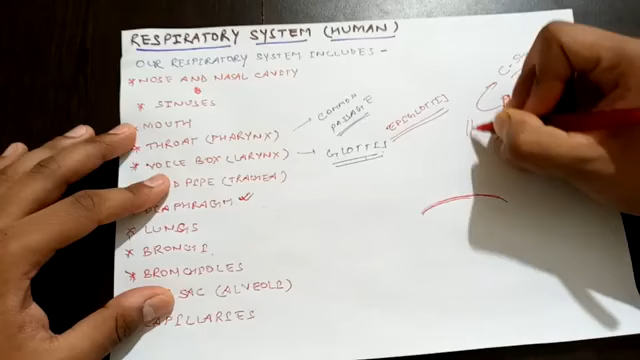 RESPIRATORY SYSTEM (HUMAN)
OUR RESPIRATORY SYSTEM INCLUDES -
* NOSE AND NASAL CAVITY
* SINUSES
MOUTH
* THROAT (PHARYNX) → COMMON PASSAGE
* VOICE BOX (LARYNX) → GLOTTIS EPIGLOTTIS
PIPE (TRACHEA)
DIAPHRAGM ✓
* LUNGS
* BRONCHI
* BRONCHIOLES
SAC (ALVEOLI)
CAPILLARIES